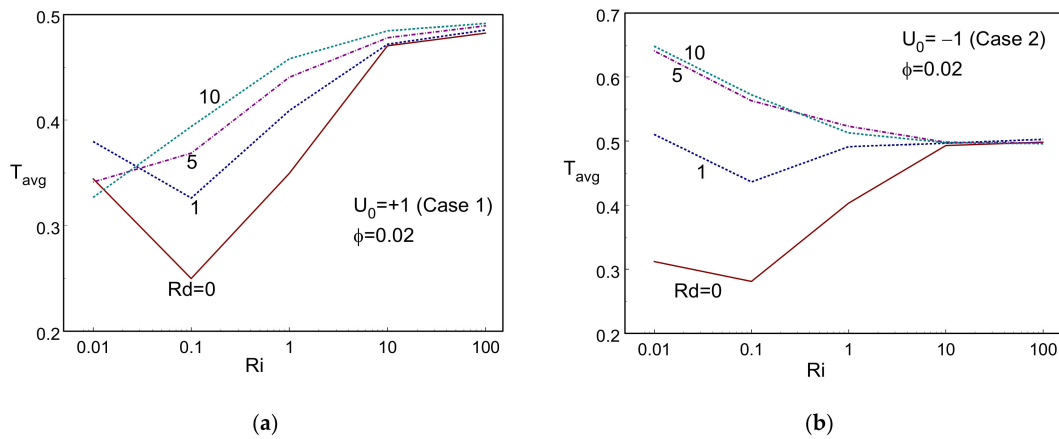 0.5
0.4
0.3
0.2
T_avg
10
5
1
Rd=0
U_0=+1 (Case 1)
ϕ=0.02
0.01 0.1 1 10 100
Ri
(a)
0.7
0.6
0.5
0.4
0.3
0.2
T_avg
10
5
1
Rd=0
U_0= −1 (Case 2)
ϕ=0.02
0.01 0.1 1 10 100
Ri
(b)